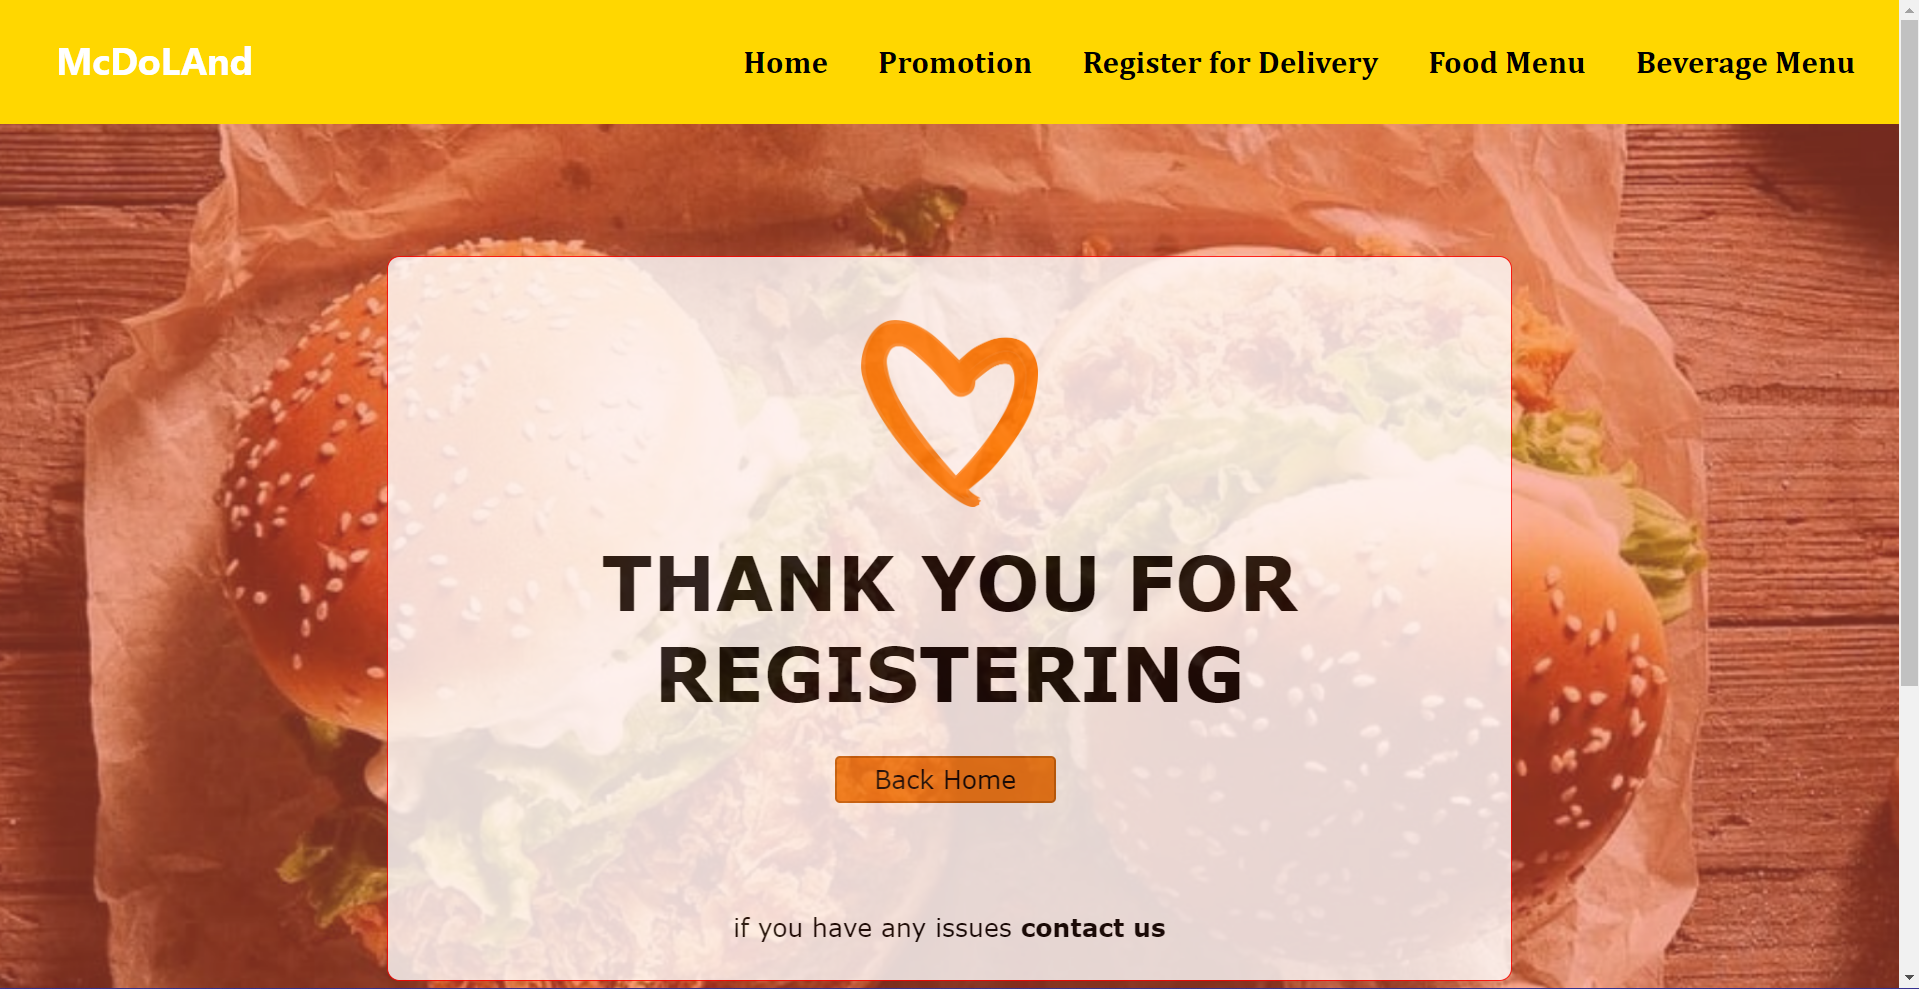 McDoLAnd
Home
Promotion
Register for Delivery
Food Menu
Beverage Menu
THANK YOU FOR
REGISTERING
Back Home
if you have any issues contact us